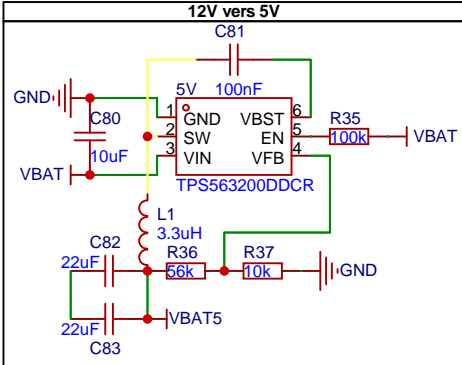 12V vers 5V
C81
100nF
GND
C80
10uF
VBAT
5V
1 GND VBST 6
2 SW EN 5
3 VIN VFB 4
TPS563200DDCR
R35
100k
VBAT
L1
3.3uH
C82
22uF
R36
56k
R37
10k
GND
22uF
C83
VBAT5